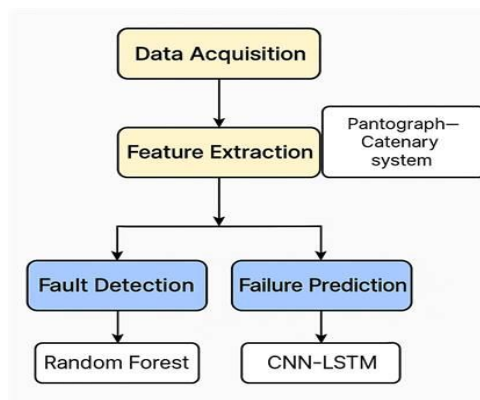 Data Acquisition
Feature Extraction
Pantograph—
Catenary
system
Fault Detection
Failure Prediction
Random Forest
CNN-LSTM